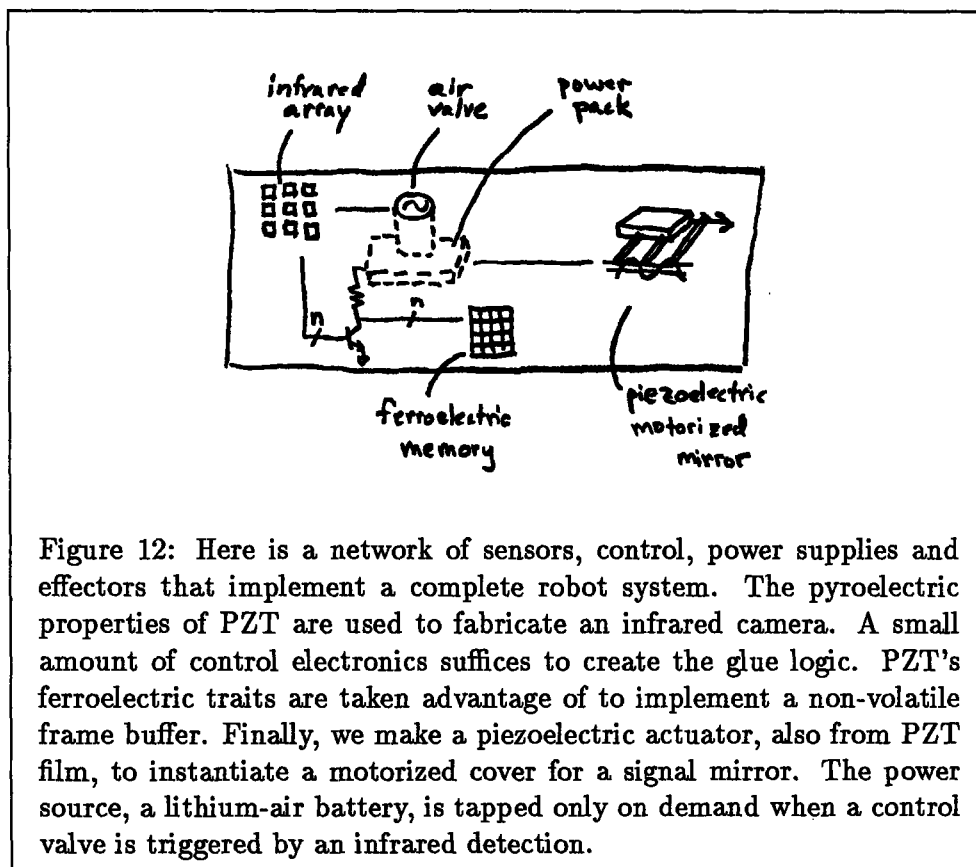 infrared
array
air
valve
power
pack
n
n
ferroelectric
memory
piezoelectric
motorized
mirror
Figure 12: Here is a network of sensors, control, power supplies and
effectors that implement a complete robot system. The pyroelectric
properties of PZT are used to fabricate an infrared camera. A small
amount of control electronics suffices to create the glue logic. PZT's
ferroelectric traits are taken advantage of to implement a non-volatile
frame buffer. Finally, we make a piezoelectric actuator, also from PZT
film, to instantiate a motorized cover for a signal mirror. The power
source, a lithium-air battery, is tapped only on demand when a control
valve is triggered by an infrared detection.